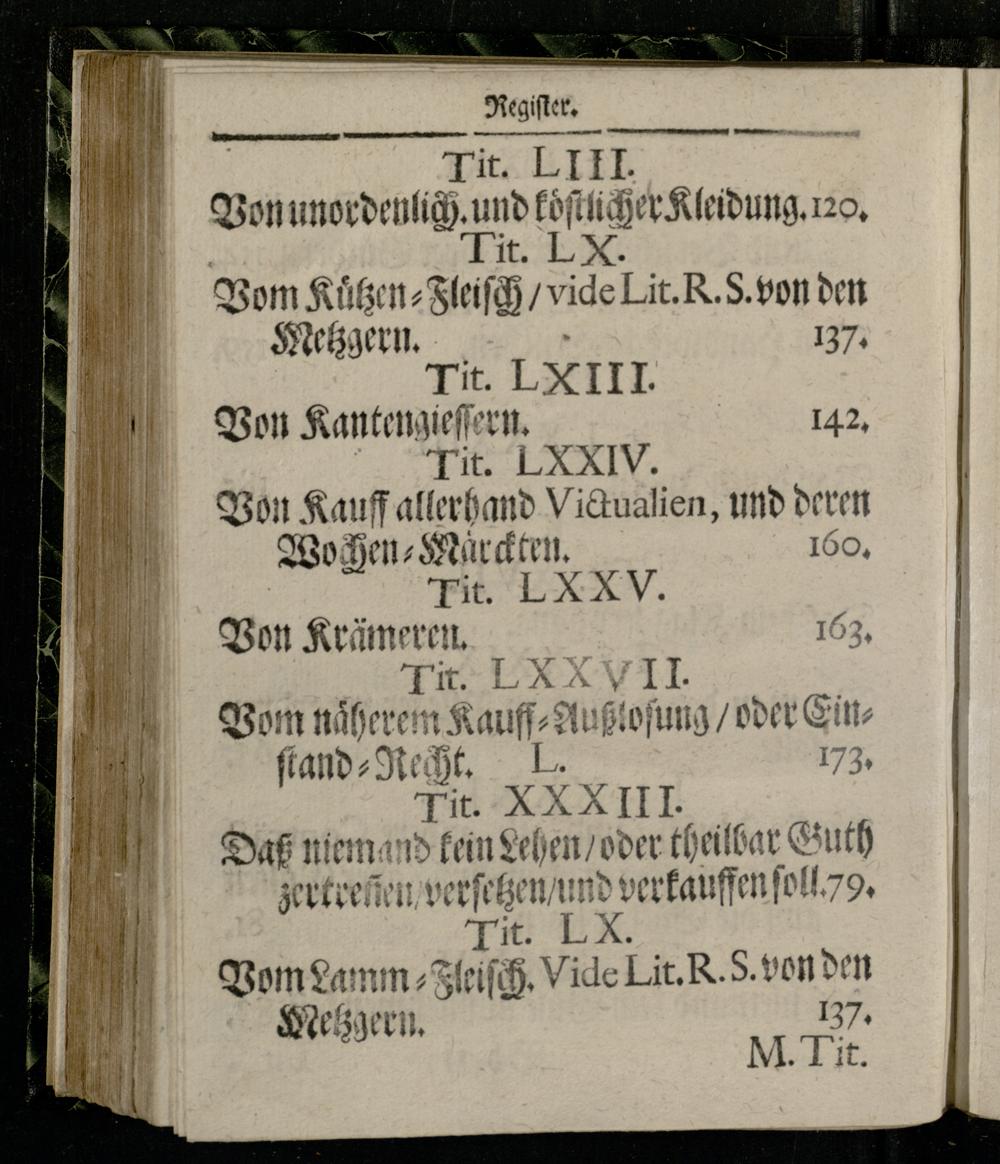 Register.
Tit. LIII.
Von unordenlich. und köstlicher Kleidung. 120.
Tit. LX.
Vom Kützen-Fleisch / vide Lit. R. S. von den
Metzgern. 137.
Tit. LXIII.
Von Kantengiessern. 142.
Tit. LXXIV.
Von Kauff allerhand Victualien, und deren
Wochen-Märckten. 160.
Tit. LXXV.
Von Krämeren. 163.
Tit. LXXVII.
Vom näherem Kauff-Außlosung / oder Ein-
stand-Recht. L. 173.
Tit. XXXIII.
Daß niemand kein Lehen / oder theilbar Guth
zertreñen / versetzen / und verkauffen soll. 79.
Tit. LX.
Vom Lamm-Fleisch. Vide Lit. R. S. von den
Metzgern. 137.
M. Tit.